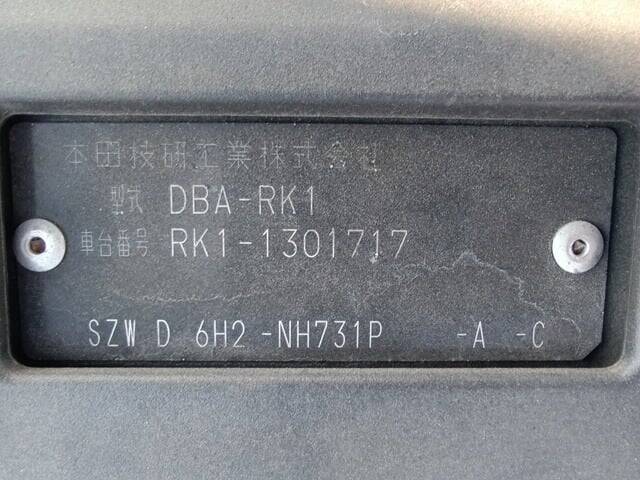 本田技研工業株式会社
型式 DBA-RK1
車台番号 RK1-1301717
SZW D 6H2 -NH731P -A -C